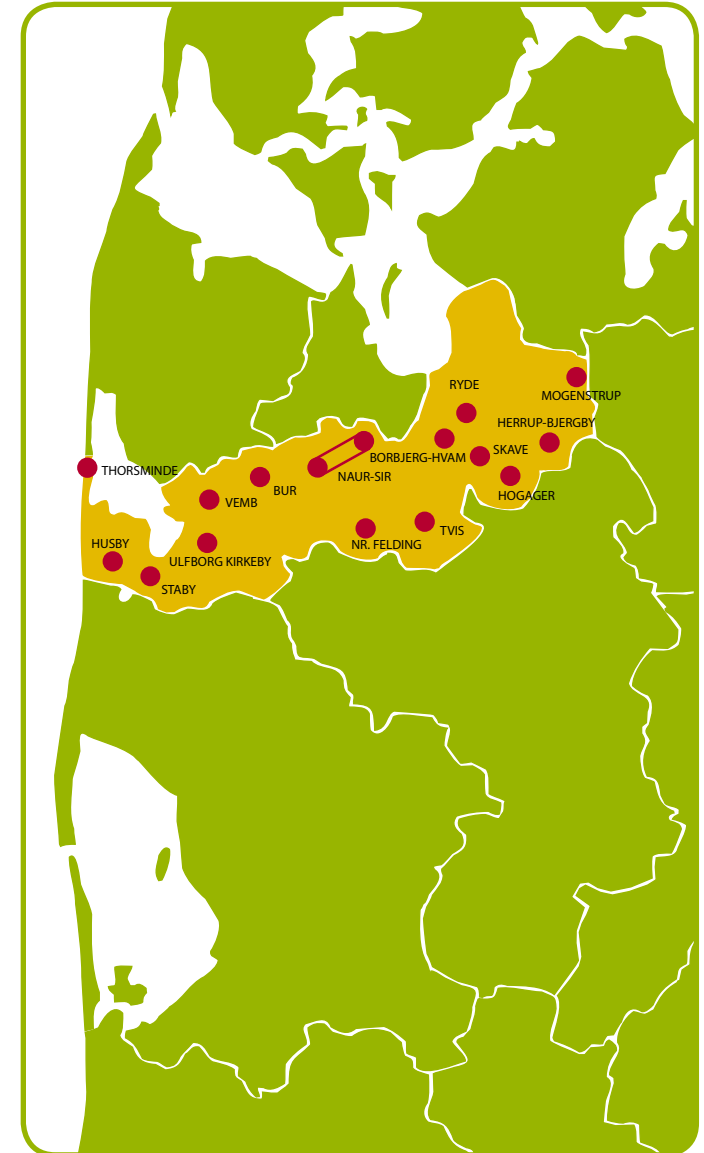 RYDE
MOGENSTRUP
HERRUP-BJERGBY
SKAVE
BORBJERG-HVAM
THORSMINDE
NAUR-SIR
BUR
HOGAGER
VEMB
TVIS
HUSBY
NR. FELDING
ULFBORG KIRKEBY
STABY